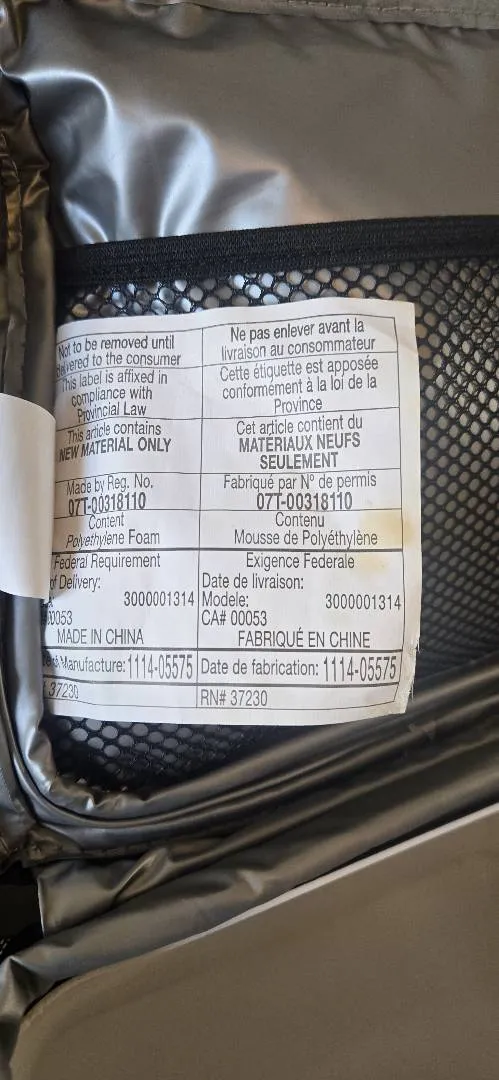 Not to be removed until
delivered to the consumer
This label is affixed in
compliance with
Provincial Law
This article contains
NEW MATERIAL ONLY
Made by Reg. No.
07T-00318110
Content
Polyethylene Foam
Federal Requirement
of Delivery:
3000001314
00053
MADE IN CHINA
Manufacture: 1114-05575
37230
Ne pas enlever avant la
livraison au consommateur
Cette étiquette est apposée
conformément à la loi de la
Province
Cet article contient du
MATERIAUX NEUFS
SEULEMENT
Fabriqué par N° de permis
07T-00318110
Contenu
Mousse de Polyéthylène
Exigence Federale
Date de livraison:
Modele: 3000001314
CA# 00053
FABRIQUÉ EN CHINE
Date de fabrication: 1114-05575
RN# 37230